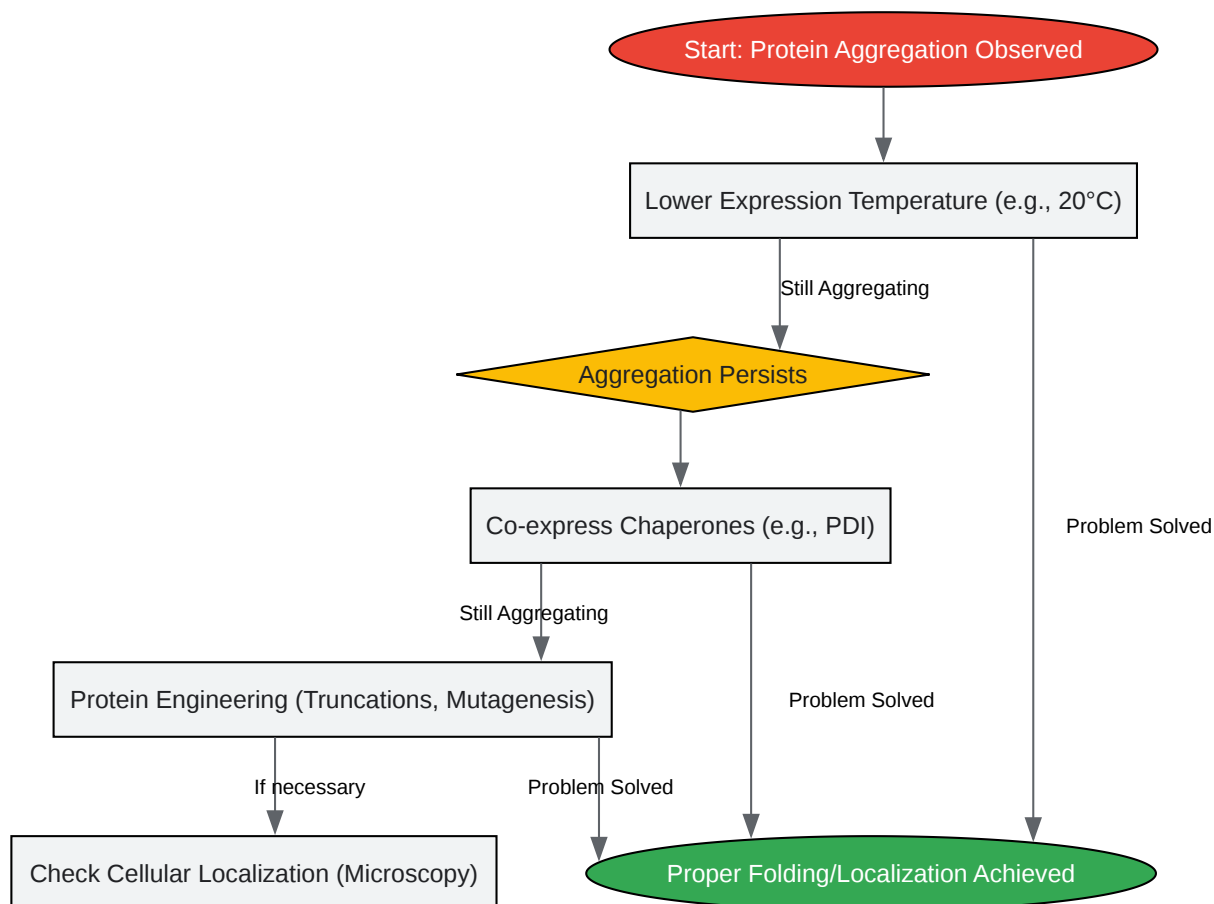 Start: Protein Aggregation Observed
Lower Expression Temperature (e.g., 20°C)
Still Aggregating
Aggregation Persists
Co-express Chaperones (e.g., PDI)
Problem Solved
Still Aggregating
Protein Engineering (Truncations, Mutagenesis)
Problem Solved
If necessary
Problem Solved
Check Cellular Localization (Microscopy)
Proper Folding/Localization Achieved